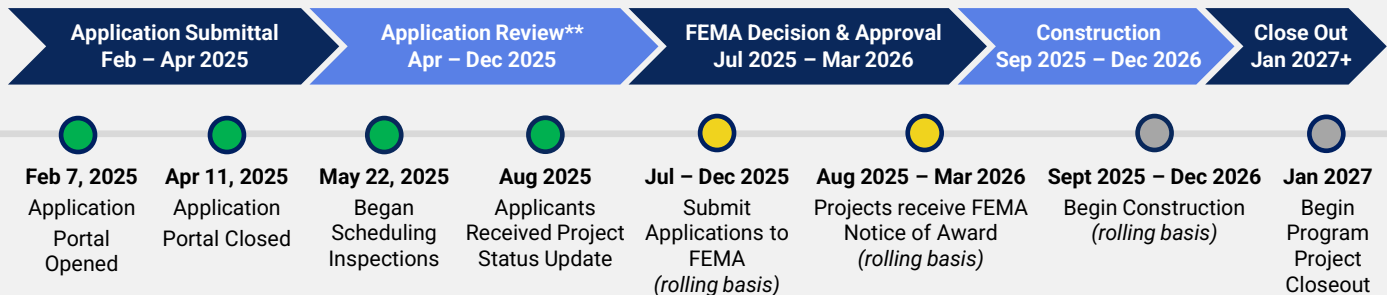 Application Submittal
Feb – Apr 2025
Application Review**
Apr – Dec 2025
FEMA Decision & Approval
Jul 2025 – Mar 2026
Construction
Sep 2025 – Dec 2026
Close Out
Jan 2027+
Feb 7, 2025
Application
Portal
Opened
Apr 11, 2025
Application
Portal Closed
May 22, 2025
Began
Scheduling
Inspections
Aug 2025
Applicants
Received Project
Status Update
Jul – Dec 2025
Submit
Applications to
FEMA
(rolling basis)
Aug 2025 – Mar 2026
Projects receive FEMA
Notice of Award
(rolling basis)
Sept 2025 – Dec 2026
Begin Construction
(rolling basis)
Jan 2027
Begin
Program
Project
Closeout